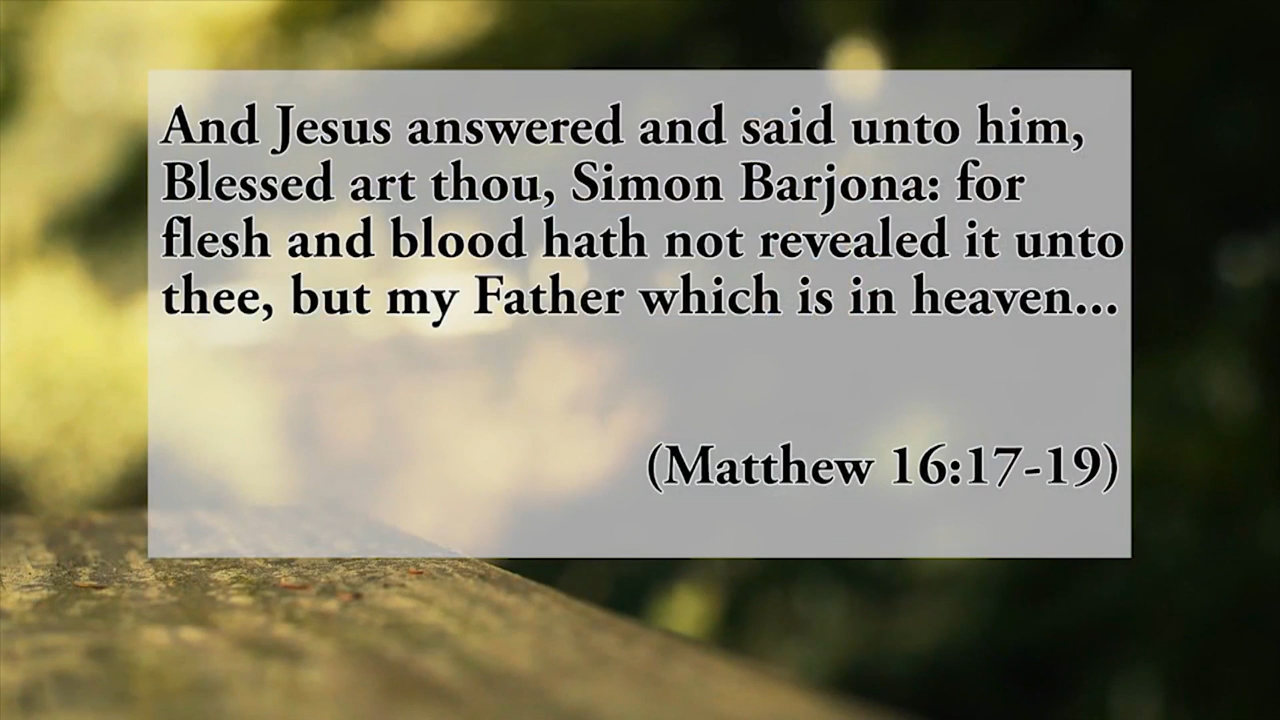 And Jesus answered and said unto him,
Blessed art thou, Simon Barjona: for
flesh and blood hath not revealed it unto
thee, but my Father which is in heaven...
(Matthew 16:17-19)